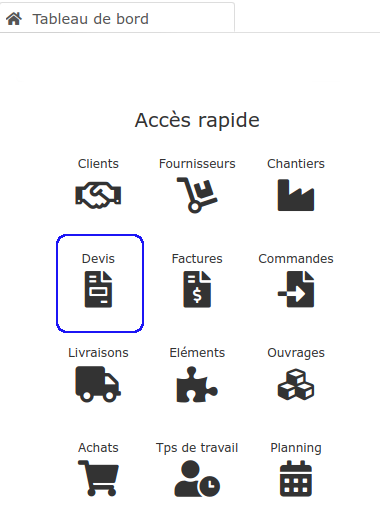 Tableau de bord
Accès rapide
Clients Fournisseurs Chantiers
Devis Factures Commandes
Livraisons Eléments Ouvrages
Achats Tps de travail Planning